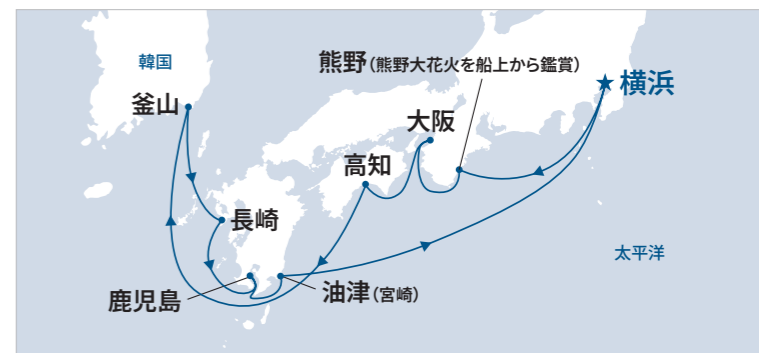 熊野（熊野大花火を船上から鑑賞）
韓国
横浜
釜山
大阪
高知
長崎
太平洋
鹿児島
油津（宮崎）